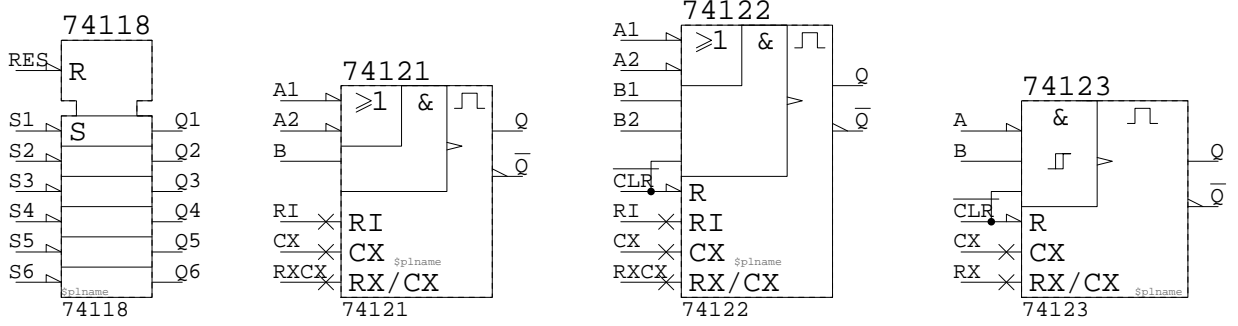 74118
RES
R
S1
S
Q1
S2
Q2
S3
Q3
S4
Q4
S5
Q5
S6
Q6
$plname
74118
74121
A1
≥1
&
A2
Q
B
Q
RI
RI
CX
CX
$plname
RXCX
RX/CX
74121
74122
A1
≥1
&
A2
Q
B1
B2
Q
CLR
R
RI
RI
CX
CX
$plname
RXCX
RX/CX
74122
74123
A
&
B
Q
CLR
Q
R
CX
CX
RX
RX/CX
$plname
74123